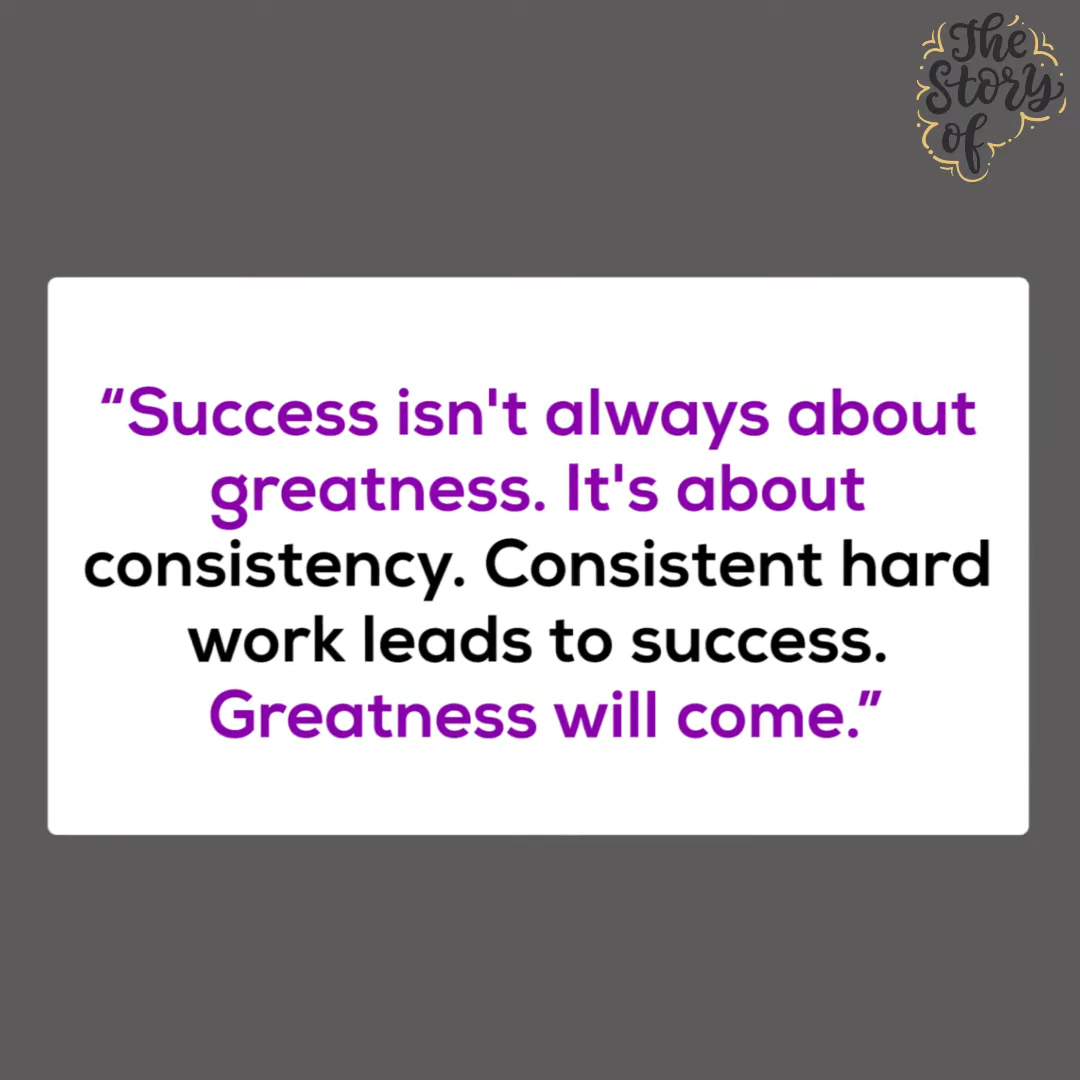 The
Story
of
“Success isn't always about
greatness. It's about
consistency. Consistent hard
work leads to success.
Greatness will come.”